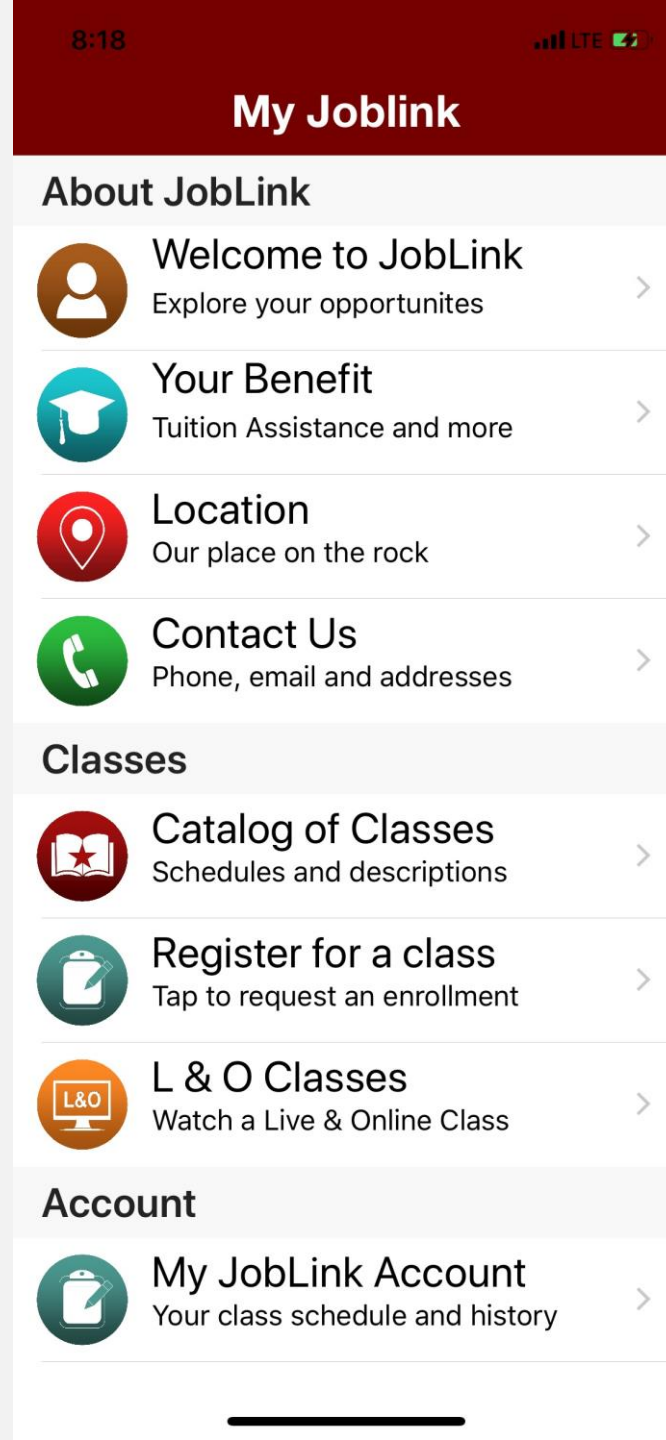 8:18
LTE
My Joblink
About JobLink
Welcome to JobLink
Explore your opportunites
Your Benefit
Tuition Assistance and more
Location
Our place on the rock
Contact Us
Phone, email and addresses
Classes
Catalog of Classes
Schedules and descriptions
Register for a class
Tap to request an enrollment
L&O
L & O Classes
Watch a Live & Online Class
Account
My JobLink Account
Your class schedule and history